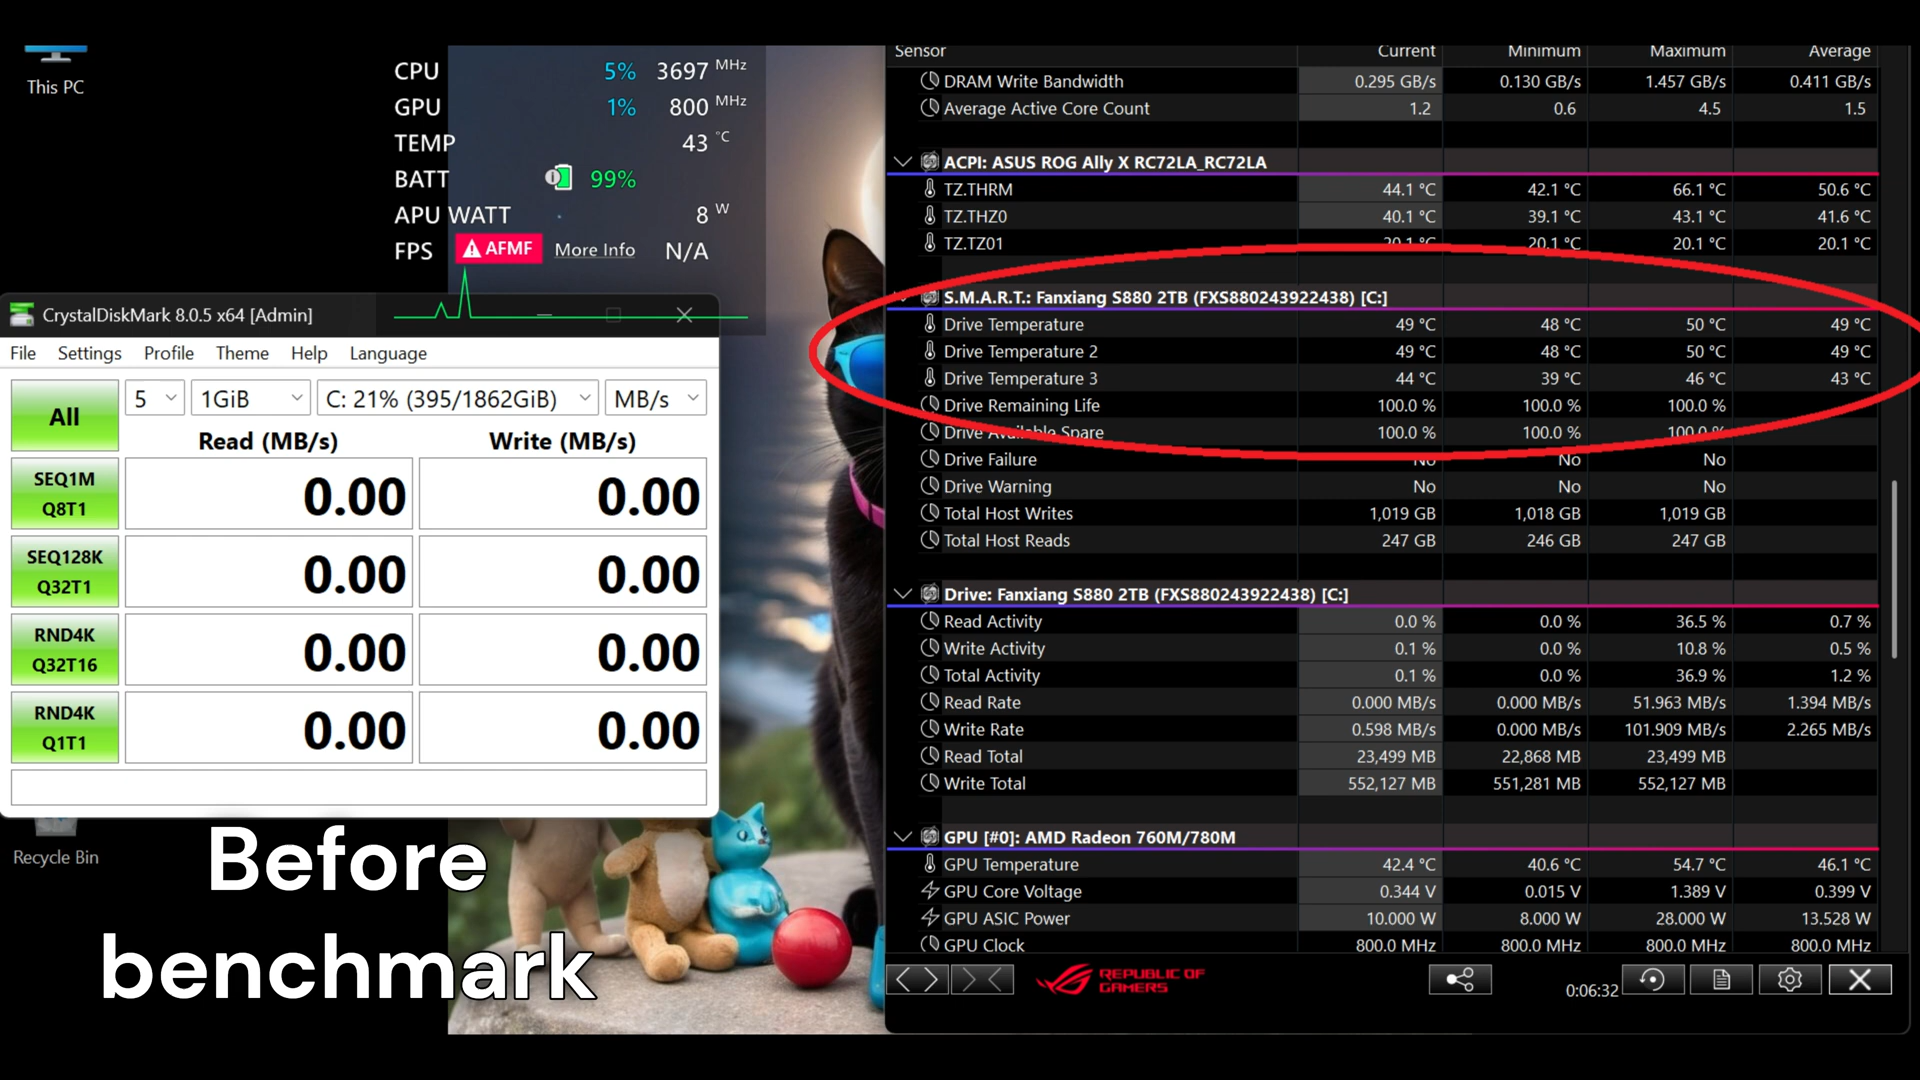 This PC
CPU 5% 3697 MHz
GPU 1% 800 MHz
TEMP 43 °C
BATT 99%
APU WATT 8 W
FPS AFMF More Info N/A
CrystalDiskMark 8.0.5 x64 [Admin]
File Settings Profile Theme Help Language
All 5 1GiB C: 21% (395/1862GiB) MB/s
Read (MB/s) Write (MB/s)
SEQ1M
Q8T1 0.00 0.00
SEQ128K
Q32T1 0.00 0.00
RND4K
Q32T16 0.00 0.00
RND4K
Q1T1 0.00 0.00
Recycle Bin
Before
benchmark
Sensor Current Minimum Maximum Average
DRAM Write Bandwidth 0.295 GB/s 0.130 GB/s 1.457 GB/s 0.411 GB/s
Average Active Core Count 1.2 0.6 4.5 1.5
ACPI: ASUS ROG Ally X RC72LA_RC72LA
TZ.THRM 44.1 °C 42.1 °C 66.1 °C 50.6 °C
TZ.THZ0 40.1 °C 39.1 °C 43.1 °C 41.6 °C
TZ.TZ01 20.1 °C 20.1 °C 20.1 °C 20.1 °C
S.M.A.R.T.: Fanxiang S880 2TB (FXS880243922438) [C:]
Drive Temperature 49 °C 48 °C 50 °C 49 °C
Drive Temperature 2 49 °C 48 °C 50 °C 49 °C
Drive Temperature 3 44 °C 39 °C 46 °C 43 °C
Drive Remaining Life 100.0 % 100.0 % 100.0 %
Drive Available Spare 100.0 % 100.0 % 100.0 %
Drive Failure No No No
Drive Warning No No No
Total Host Writes 1,019 GB 1,018 GB 1,019 GB
Total Host Reads 247 GB 246 GB 247 GB
Drive: Fanxiang S880 2TB (FXS880243922438) [C:]
Read Activity 0.0 % 0.0 % 36.5 % 0.7 %
Write Activity 0.1 % 0.0 % 10.8 % 0.5 %
Total Activity 0.1 % 0.0 % 36.9 % 1.2 %
Read Rate 0.000 MB/s 0.000 MB/s 51.963 MB/s 1.394 MB/s
Write Rate 0.598 MB/s 0.000 MB/s 101.909 MB/s 2.265 MB/s
Read Total 23,499 MB 22,868 MB 23,499 MB
Write Total 552,127 MB 551,281 MB 552,127 MB
GPU [#0]: AMD Radeon 760M/780M
GPU Temperature 42.4 °C 40.6 °C 54.7 °C 46.1 °C
GPU Core Voltage 0.344 V 0.015 V 1.389 V 0.399 V
GPU ASIC Power 10.000 W 8.000 W 28.000 W 13.528 W
GPU Clock 800.0 MHz 800.0 MHz 800.0 MHz 800.0 MHz
REPUBLIC OF
GAMERS
0:06:32